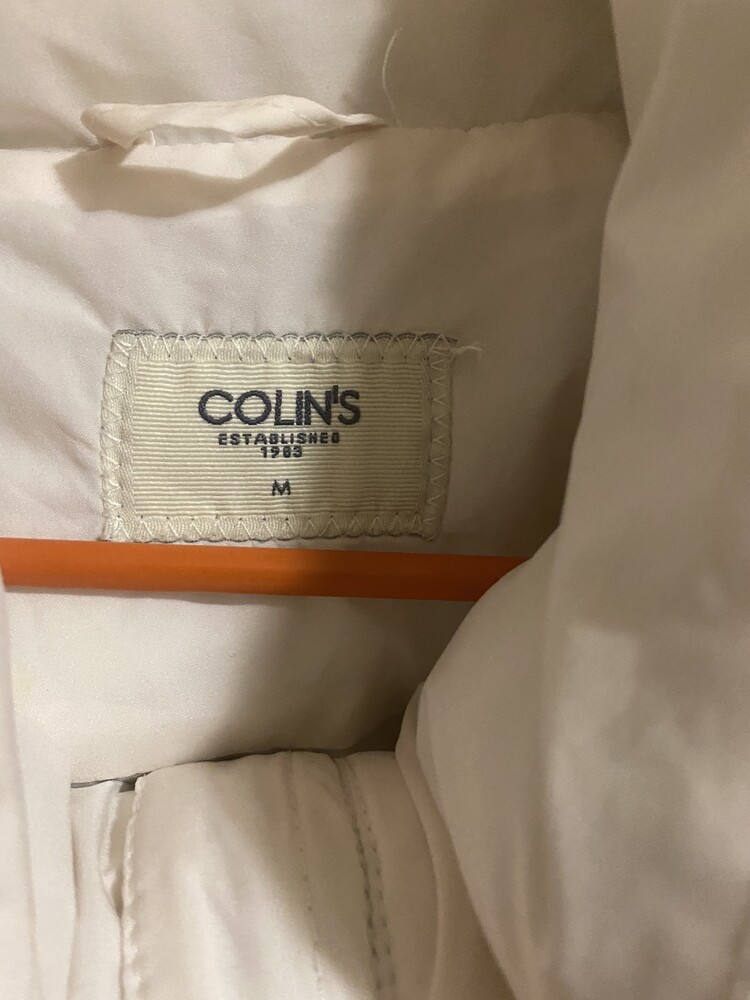 COLIN'S
ESTABLISHED
1983
M